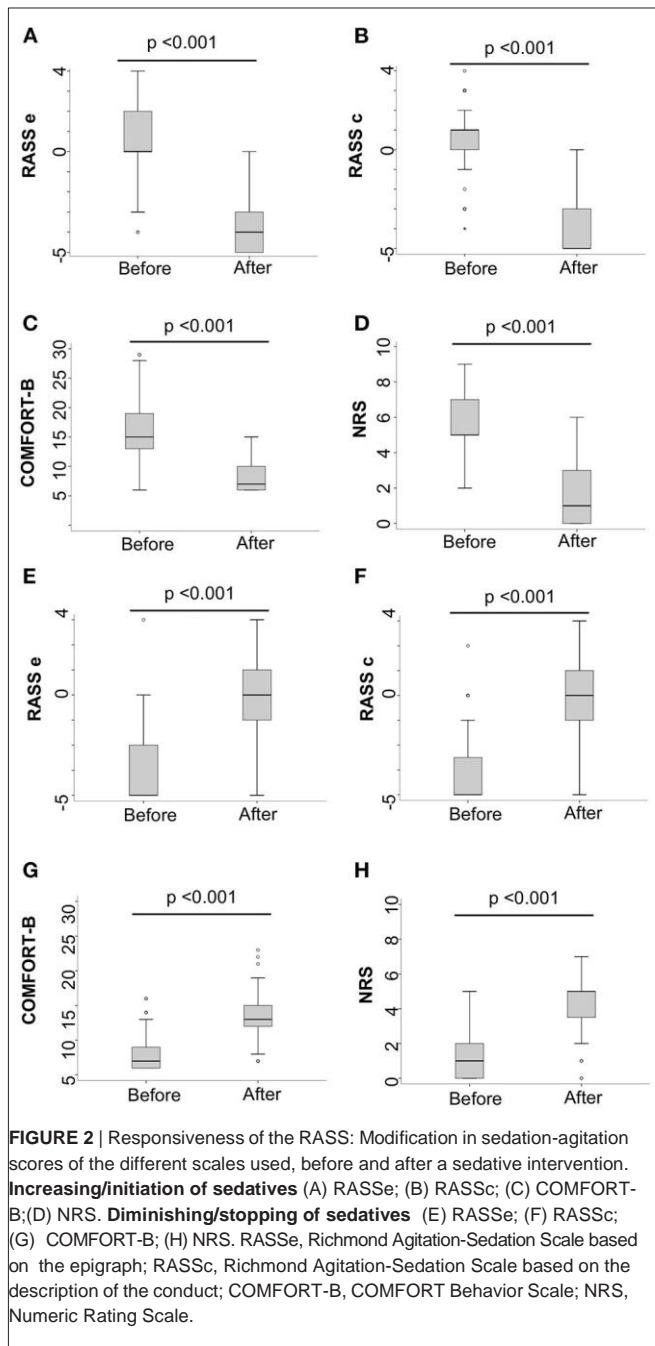 A
p <0.001
RASS e
4
0
-5
Before After
B
p <0.001
RASS c
4
0
-5
Before After
C
p <0.001
COMFORT-B
30
25
20
15
10
5
Before After
D
p <0.001
NRS
10
8
6
4
2
0
Before After
E
p <0.001
RASS e
4
0
-5
Before After
F
p <0.001
RASS c
4
0
-5
Before After
G
p <0.001
COMFORT-B
30
25
20
15
10
5
Before After
H
p <0.001
NRS
10
8
6
4
2
0
Before After
FIGURE 2 | Responsiveness of the RASS: Modification in sedation-agitation
scores of the different scales used, before and after a sedative intervention.
Increasing/initiation of sedatives (A) RASSe; (B) RASSc; (C) COMFORT-
B;(D) NRS. Diminishing/stopping of sedatives (E) RASSe; (F) RASSc;
(G) COMFORT-B; (H) NRS. RASSe, Richmond Agitation-Sedation Scale based
on the epigraph; RASSc, Richmond Agitation-Sedation Scale based on the
description of the conduct; COMFORT-B, COMFORT Behavior Scale; NRS,
Numeric Rating Scale.